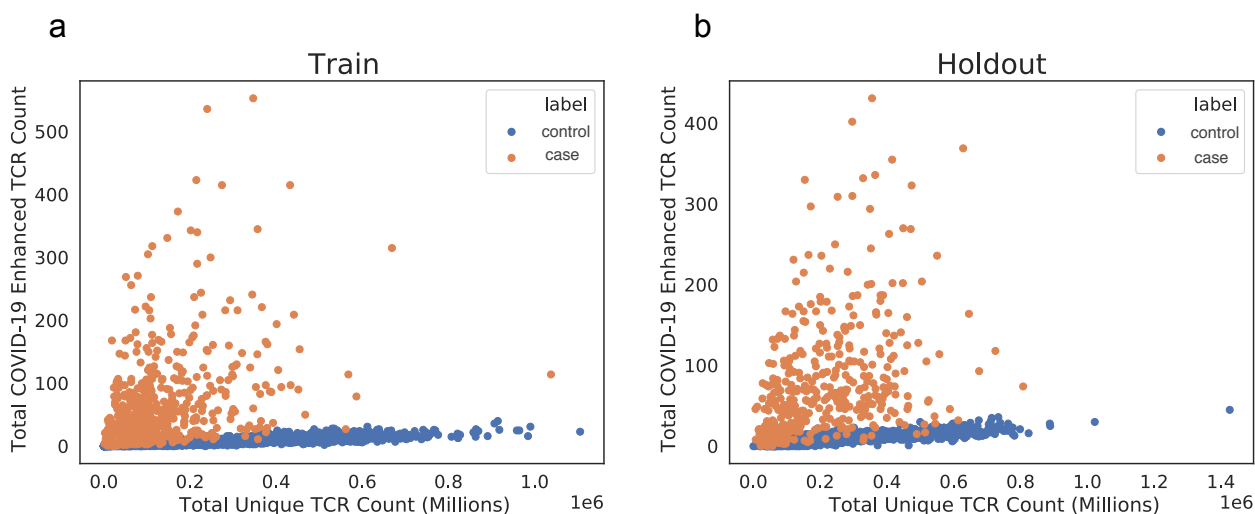 a
Train
Total COVID-19 Enhanced TCR Count
500
400
300
200
100
0
label
control
case
0.0 0.2 0.4 0.6 0.8 1.0
1e6
Total Unique TCR Count (Millions)
b
Holdout
Total COVID-19 Enhanced TCR Count
400
300
200
100
0
label
control
case
0.0 0.2 0.4 0.6 0.8 1.0 1.2 1.4
1e6
Total Unique TCR Count (Millions)